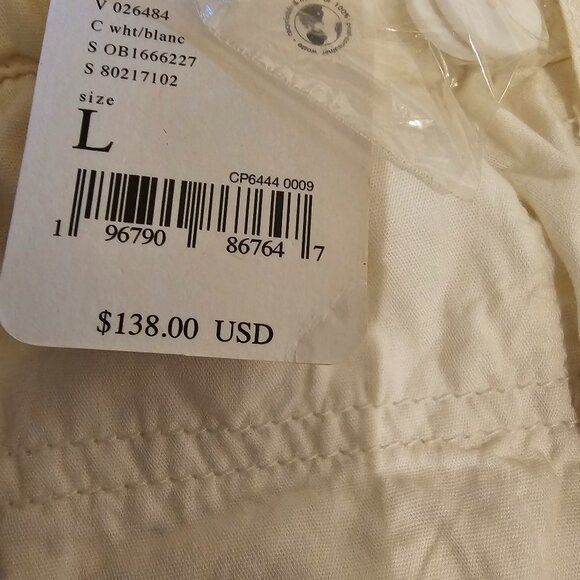 V 026484
C wht/blanc
S OB1666227
S 80217102
size
L
CP6444 0009
1 96790 86764 7
$138.00 USD